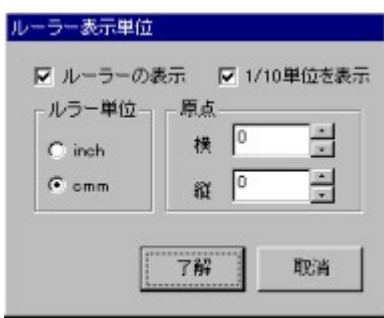 ルーラー表示単位
ルーラーの表示 1/10単位を表示
ルラー単位 原点
inch 横 0
cmm 縦 0
了解 取消